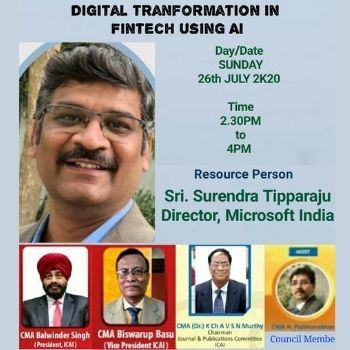 DIGITAL TRANFORMATION IN
FINTECH USING AI
Day/Date
SUNDAY
26th JULY 2K20
Time
2.30PM
to
4PM
Resource Person
Sri. Surendra Tipparaju
Director, Microsoft India
CMA Balwinder Singh
(President, ICAI)
CMA Biswarup Basu
(Vice President ICAI)
CMA (Dr.) K Ch A V S N Murthy
Chairman
Journal & Publications Committee
ICAI
HOST
CMA H. Padmanabhan
Council Membe